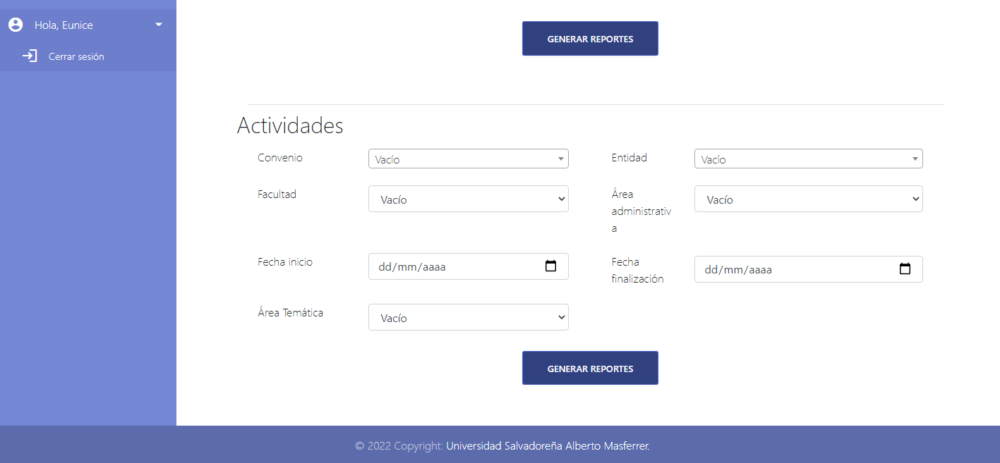 Hola, Eunice
Cerrar sesión
GENERAR REPORTES
Actividades
Convenio
Vacío
Entidad
Vacío
Facultad
Vacío
Área
administrativ
a
Vacío
Fecha inicio
dd/mm/aaaa
Fecha
finalización
dd/mm/aaaa
Área Temática
Vacío
GENERAR REPORTES
© 2022 Copyright: Universidad Salvadoreña Alberto Masferrer.